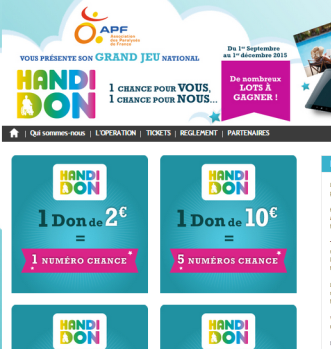 APF
Association
des Paralysés
de France
VOUS PRÉSENTE SON GRAND JEU NATIONAL
Du 1er Septembre
au 1er décembre 2015
HANDI
DON
1 CHANCE POUR VOUS,
1 CHANCE POUR NOUS...
De nombreux
LOTS À
GAGNER !
Qui sommes-nous | L'OPERATION | TICKETS | REGLEMENT | PARTENAIRES
HANDI
DON
1 Don de 2€
=
1 NUMÉRO CHANCE*
HANDI
DON
1 Don de 10€
=
5 NUMÉROS CHANCE*
HANDI
DON
HANDI
DON